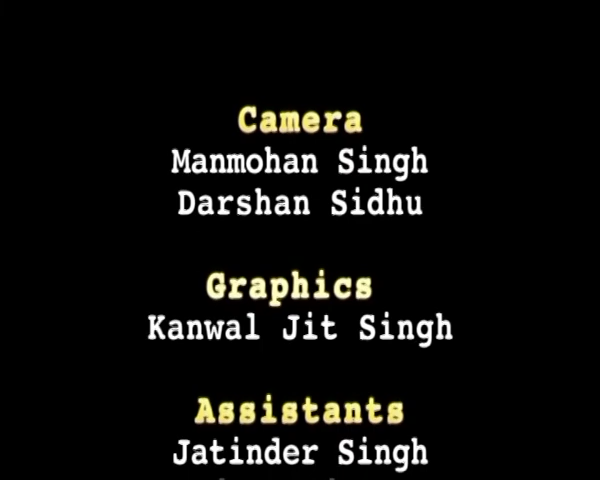 Camera
Manmohan Singh
Darshan Sidhu
Graphics
Kanwal Jit Singh
Assistants
Jatinder Singh